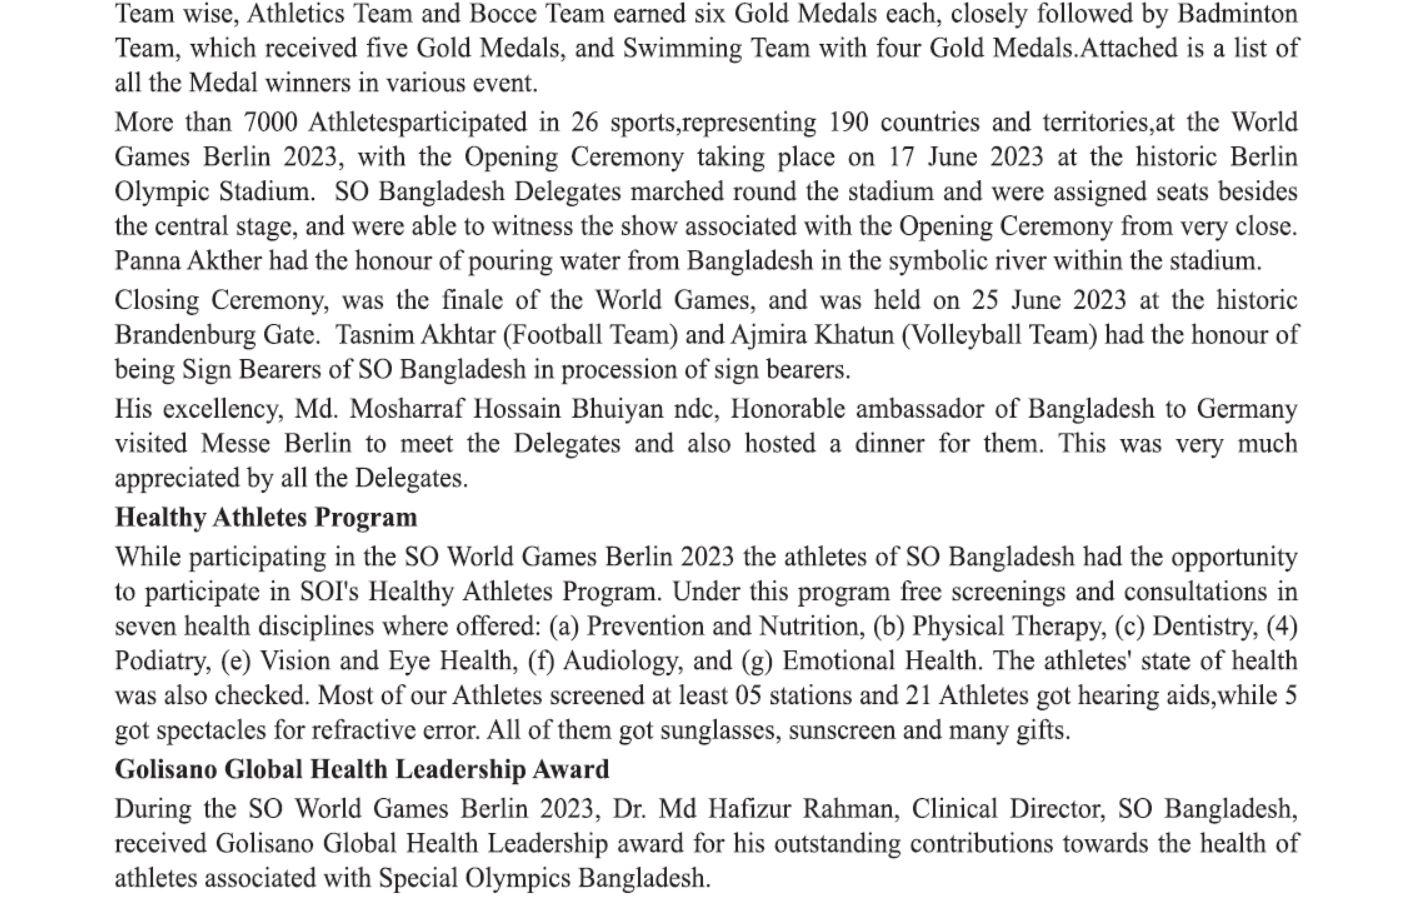 Team wise, Athletics Team and Bocce Team earned six Gold Medals each, closely followed by Badminton
Team, which received five Gold Medals, and Swimming Team with four Gold Medals.Attached is a list of
all the Medal winners in various event.
More than 7000 Athletesparticipated in 26 sports,representing 190 countries and territories,at the World
Games Berlin 2023, with the Opening Ceremony taking place on 17 June 2023 at the historic Berlin
Olympic Stadium. SO Bangladesh Delegates marched round the stadium and were assigned seats besides
the central stage, and were able to witness the show associated with the Opening Ceremony from very close.
Panna Akther had the honour of pouring water from Bangladesh in the symbolic river within the stadium.
Closing Ceremony, was the finale of the World Games, and was held on 25 June 2023 at the historic
Brandenburg Gate. Tasnim Akhtar (Football Team) and Ajmira Khatun (Volleyball Team) had the honour of
being Sign Bearers of SO Bangladesh in procession of sign bearers.
His excellency, Md. Mosharraf Hossain Bhuiyan ndc, Honorable ambassador of Bangladesh to Germany
visited Messe Berlin to meet the Delegates and also hosted a dinner for them. This was very much
appreciated by all the Delegates.
Healthy Athletes Program
While participating in the SO World Games Berlin 2023 the athletes of SO Bangladesh had the opportunity
to participate in SOI's Healthy Athletes Program. Under this program free screenings and consultations in
seven health disciplines where offered: (a) Prevention and Nutrition, (b) Physical Therapy, (c) Dentistry, (4)
Podiatry, (e) Vision and Eye Health, (f) Audiology, and (g) Emotional Health. The athletes' state of health
was also checked. Most of our Athletes screened at least 05 stations and 21 Athletes got hearing aids,while 5
got spectacles for refractive error. All of them got sunglasses, sunscreen and many gifts.
Golisano Global Health Leadership Award
During the SO World Games Berlin 2023, Dr. Md Hafizur Rahman, Clinical Director, SO Bangladesh,
received Golisano Global Health Leadership award for his outstanding contributions towards the health of
athletes associated with Special Olympics Bangladesh.